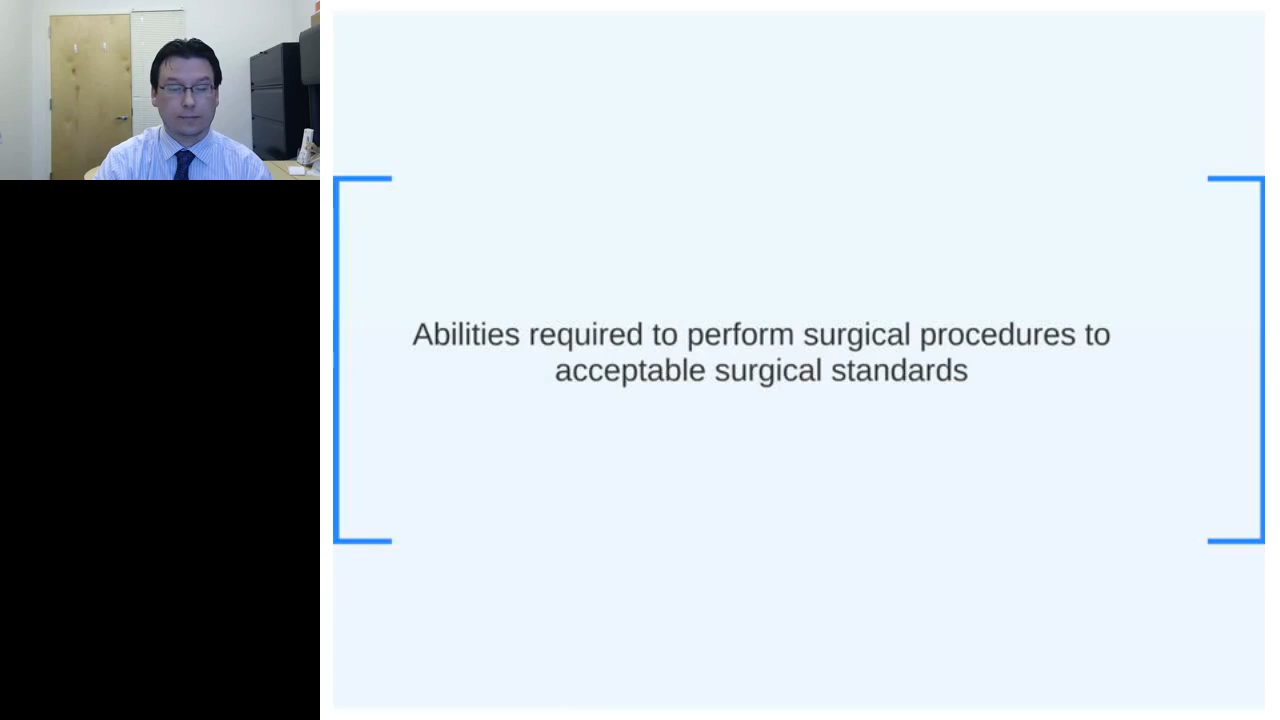 Abilities required to perform surgical procedures to
acceptable surgical standards